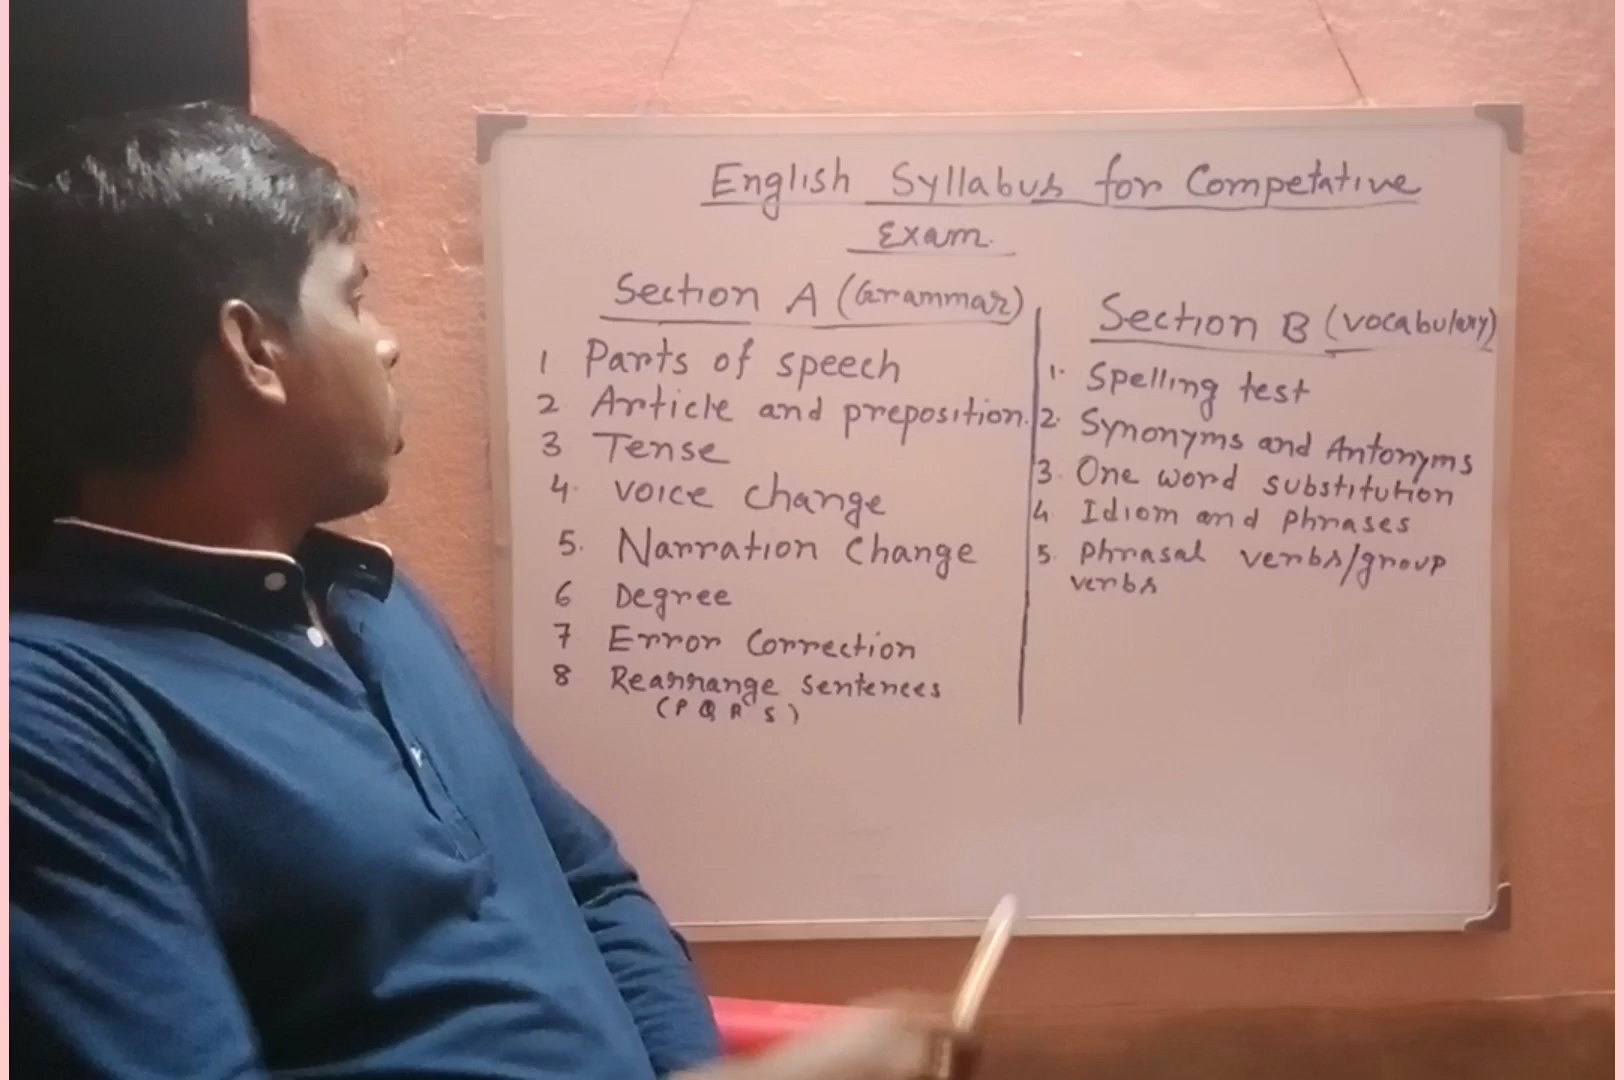 English Syllabus for Competative
Exam.
Section A (Grammar)
1 Parts of speech
2 Article and preposition.
3 Tense
4. voice change
5. Narration Change
6 Degree
7 Error Correction
8 Rearrange sentences
(P Q R S)
Section B (vocabulary)
1. Spelling test
2. Synonyms and Antonyms
3. One word substitution
4 Idiom and phrases
5. phrasal verbs/group
verbs